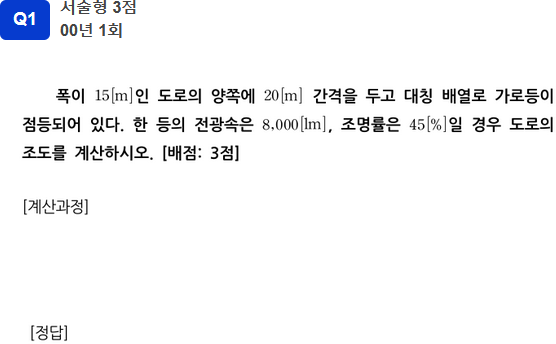 Q1
서술형 3점
00년 1회
폭이 15[m]인 도로의 양쪽에 20[m] 간격을 두고 대칭 배열로 가로등이
점등되어 있다. 한 등의 전광속은 8,000[lm], 조명률은 45[%]일 경우 도로의
조도를 계산하시오. [배점: 3점]
[계산과정]
[정답]